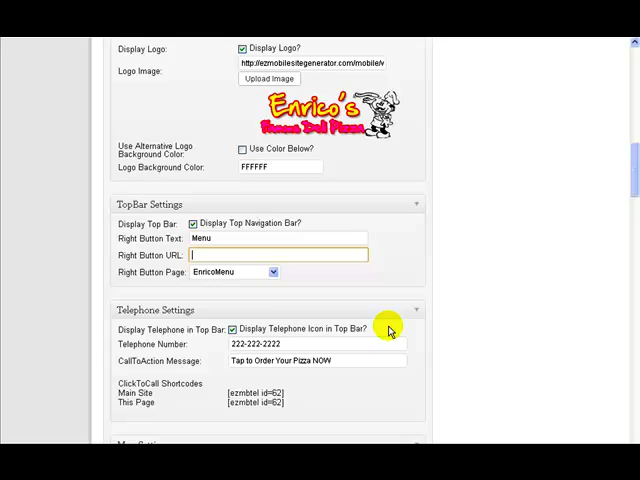 Display Logo: Display Logo?
Logo Image: http://ezmobilesitegenerator.com/mobile/v
Upload Image
Enrico's
Famous Deli Pizza
Use Alternative Logo
Background Color: Use Color Below?
Logo Background Color: FFFFFF
TopBar Settings
Display Top Bar: Display Top Navigation Bar?
Right Button Text: Menu
Right Button URL:
Right Button Page: EnricoMenu
Telephone Settings
Display Telephone in Top Bar: Display Telephone Icon in Top Bar?
Telephone Number: 222-222-2222
CallToAction Message: Tap to Order Your Pizza NOW
ClickToCall Shortcodes
Main Site [ezmbtel id=62]
This Page [ezmbtel id=62]